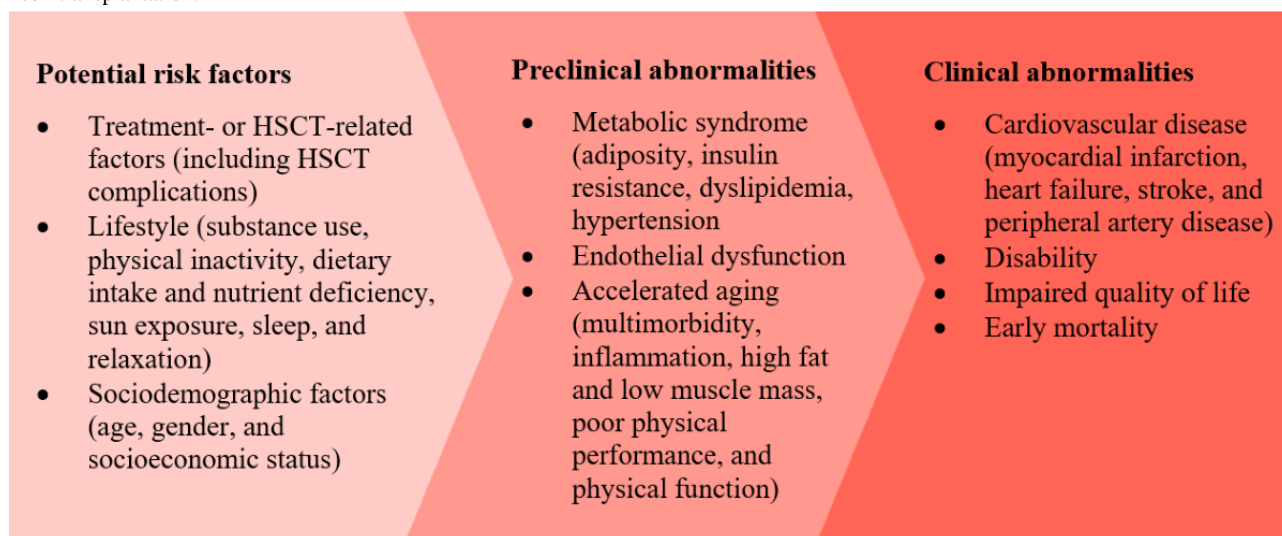 Potential risk factors
• Treatment- or HSCT-related
factors (including HSCT
complications)
• Lifestyle (substance use,
physical inactivity, dietary
intake and nutrient deficiency,
sun exposure, sleep, and
relaxation)
• Sociodemographic factors
(age, gender, and
socioeconomic status)
Preclinical abnormalities
• Metabolic syndrome
(adiposity, insulin
resistance, dyslipidemia,
hypertension
• Endothelial dysfunction
• Accelerated aging
(multimorbidity,
inflammation, high fat
and low muscle mass,
poor physical
performance, and
physical function)
Clinical abnormalities
• Cardiovascular disease
(myocardial infarction,
heart failure, stroke, and
peripheral artery disease)
• Disability
• Impaired quality of life
• Early mortality